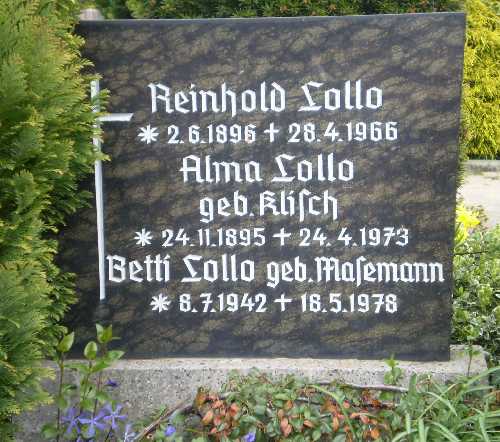 Reinhold Lollo
* 2.6.1896 + 28.4.1966
Alma Lollo
geb. Kliſch
* 24.11.1895 + 24.4.1973
Betti Lollo geb. Maſemann
* 8.7.1942 + 18.5.1978